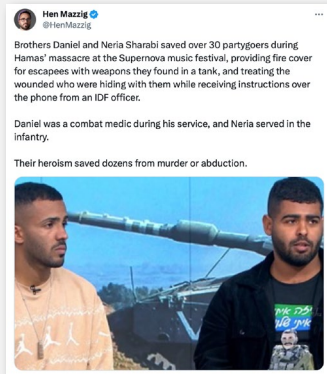 Hen Mazzig
@HenMazzig
Brothers Daniel and Neria Sharabi saved over 30 partygoers during
Hamas' massacre at the Supernova music festival, providing fire cover
for escapees with weapons they found in a tank, and treating the
wounded who were hiding with them while receiving instructions over
the phone from an IDF officer.
Daniel was a combat medic during his service, and Neria served in the
infantry.
Their heroism saved dozens from murder or abduction.